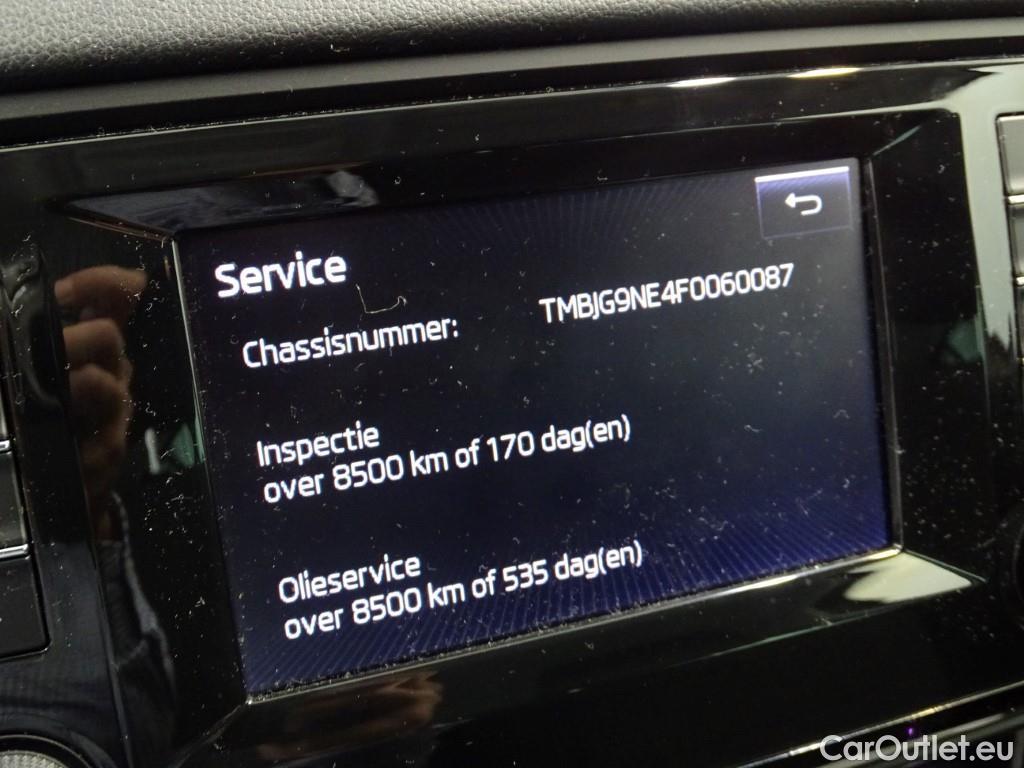 Service
Chassisnummer: TMBJG9NE4F0060087
Inspectie
over 8500 km of 170 dag(en)
Olieservice
over 8500 km of 535 dag(en)
CarOutlet.eu